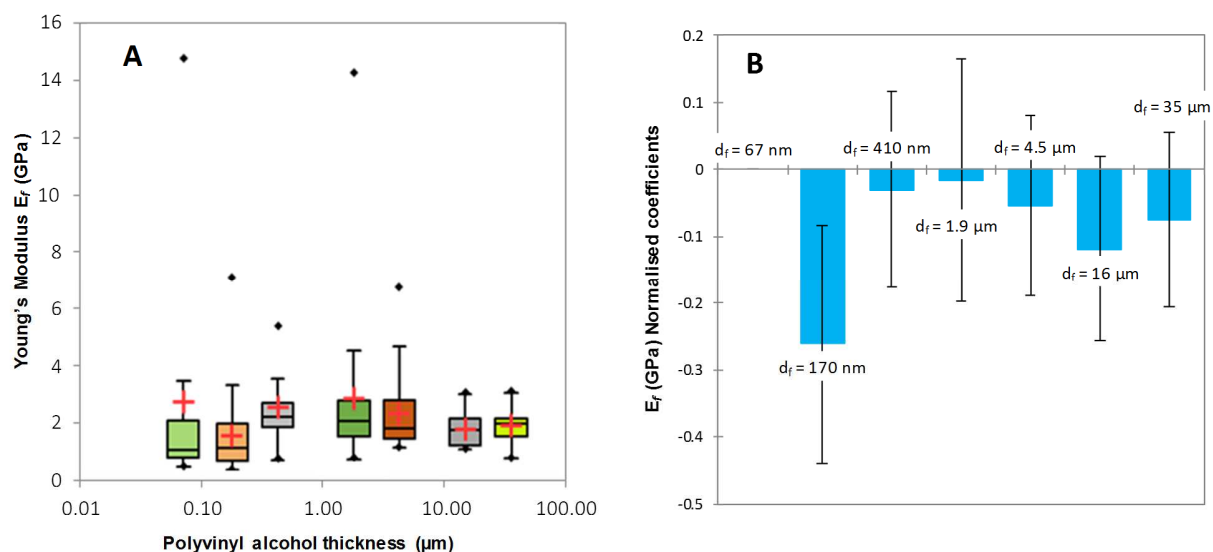 A
Young's Modulus Ef (GPa)
16
14
12
10
8
6
4
2
0
0.01
0.10
1.00
10.00
100.00
Polyvinyl alcohol thickness (µm)
B
Ef (GPa) Normalised coefficients
0.2
0.1
0
-0.1
-0.2
-0.3
-0.4
-0.5
df = 67 nm
df = 170 nm
df = 410 nm
df = 1.9 µm
df = 4.5 µm
df = 16 µm
df = 35 µm